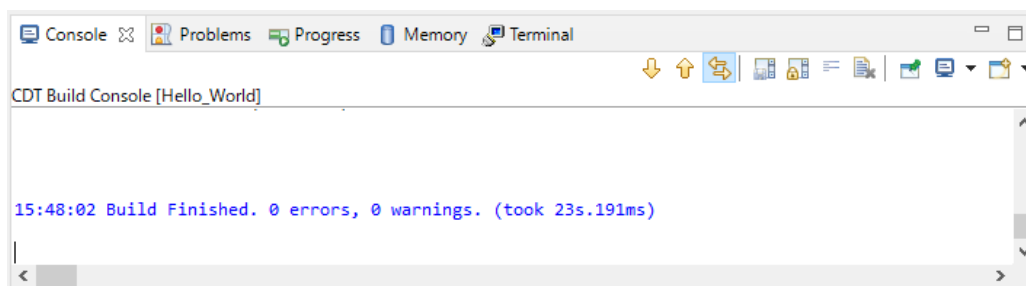 Console Problems Progress Memory Terminal
CDT Build Console [Hello_World]
15:48:02 Build Finished. 0 errors, 0 warnings. (took 23s.191ms)